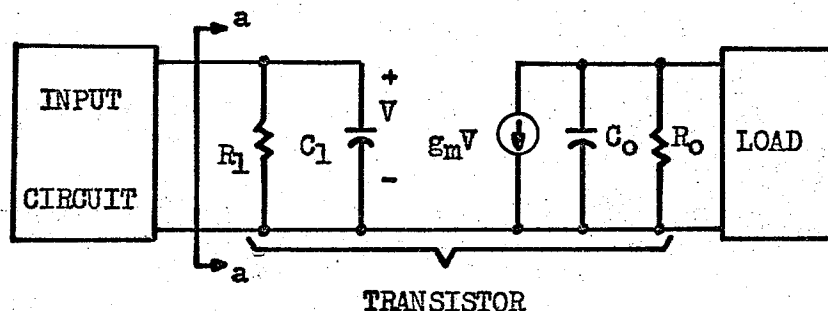 a
INPUT
CIRCUIT
R1
C1
+
V
-
gmV
Co
Ro
LOAD
a
TRANSISTOR